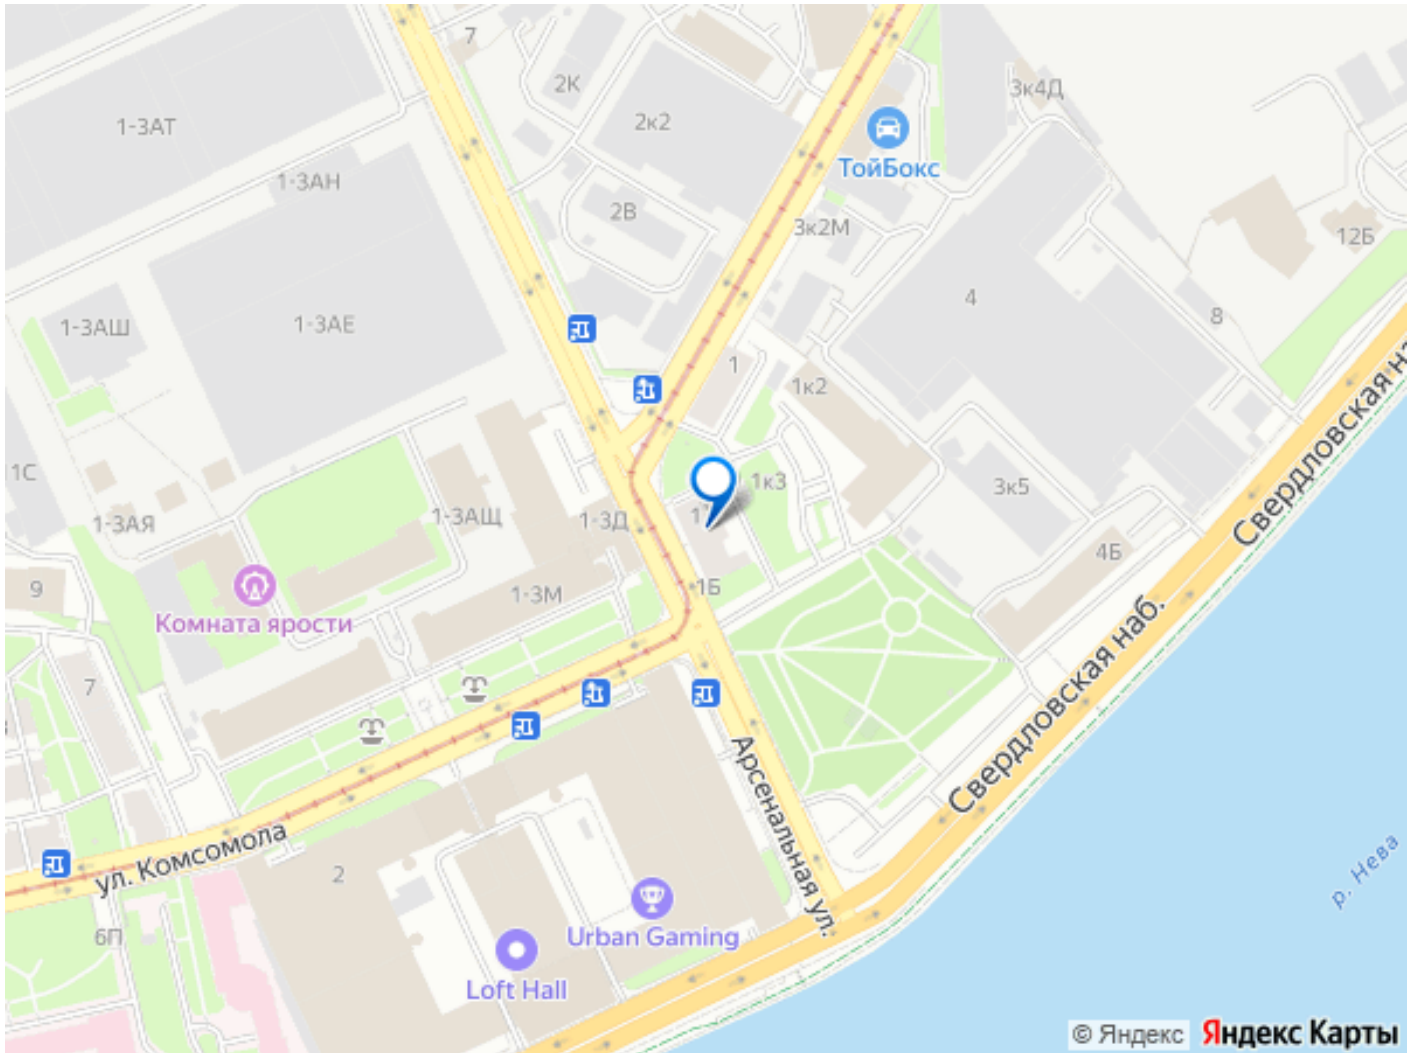 7
2К
3к4Д
1-3АТ
2к2
ТойБокс
1-3АН
2В
3к2М
12Б
4
8
1-3АШ
1-3АЕ
1
1к2
1С
1к3
3к5
1-3АЯ
1-3АЩ
1-3Д
Свердловская на
4Б
9
1-3М
1Б
Комната ярости
7
Свердловская наб.
Арсенальная ул.
ул. Комсомола
2
р. Нева
6П
Urban Gaming
Loft Hall
© Яндекс
Яндекс Карты